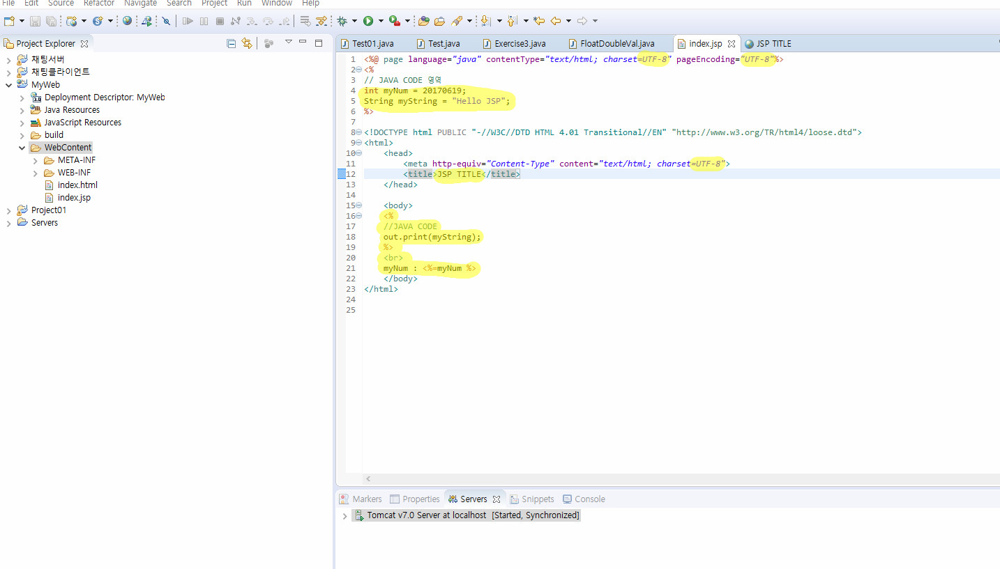 File Edit Source Refactor Navigate Search Project Run Window Help
Project Explorer
채팅서버
채팅클라이언트
MyWeb
Deployment Descriptor: MyWeb
Java Resources
JavaScript Resources
build
WebContent
META-INF
WEB-INF
index.html
index.jsp
Project01
Servers
Test01.java Test.java Exercise3.java FloatDoubleVal.java index.jsp JSP TITLE
1 <%@ page language="java" contentType="text/html; charset=UTF-8" pageEncoding="UTF-8"%>
2 <%
3 // JAVA CODE 영역
4 int myNum = 20170619;
5 String myString = "Hello JSP";
6 %>
7
8 <!DOCTYPE html PUBLIC "-//W3C//DTD HTML 4.01 Transitional//EN" "http://www.w3.org/TR/html4/loose.dtd">
9 <html>
10 <head>
11 <meta http-equiv="Content-Type" content="text/html; charset=UTF-8">
12 <title>JSP TITLE</title>
13 </head>
14
15 <body>
16 <%
17 //JAVA CODE
18 out.print(myString);
19 %>
20 <br>
21 myNum : <%=myNum %>
22 </body>
23 </html>
24
25
Markers Properties Servers Snippets Console
Tomcat v7.0 Server at localhost [Started, Synchronized]